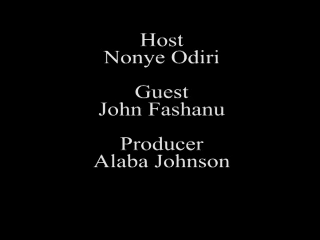 Host
Nonye Odiri
Guest
John Fashanu
Producer
Alaba Johnson